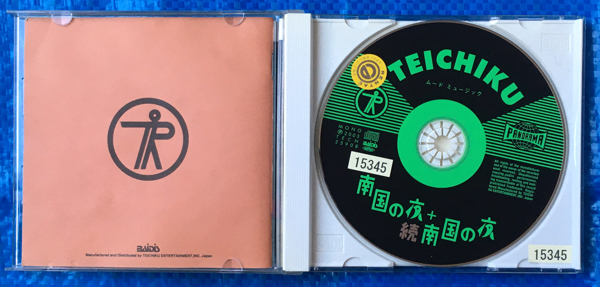 BAIDIS
Manufactured and Distributed by TEICHIKU ENTERTAINMENT, INC. Japan
TEICHIKU
ムード ミュージック
MONO
PANORAMA
15345
南国の夜+
続南国の夜
15345